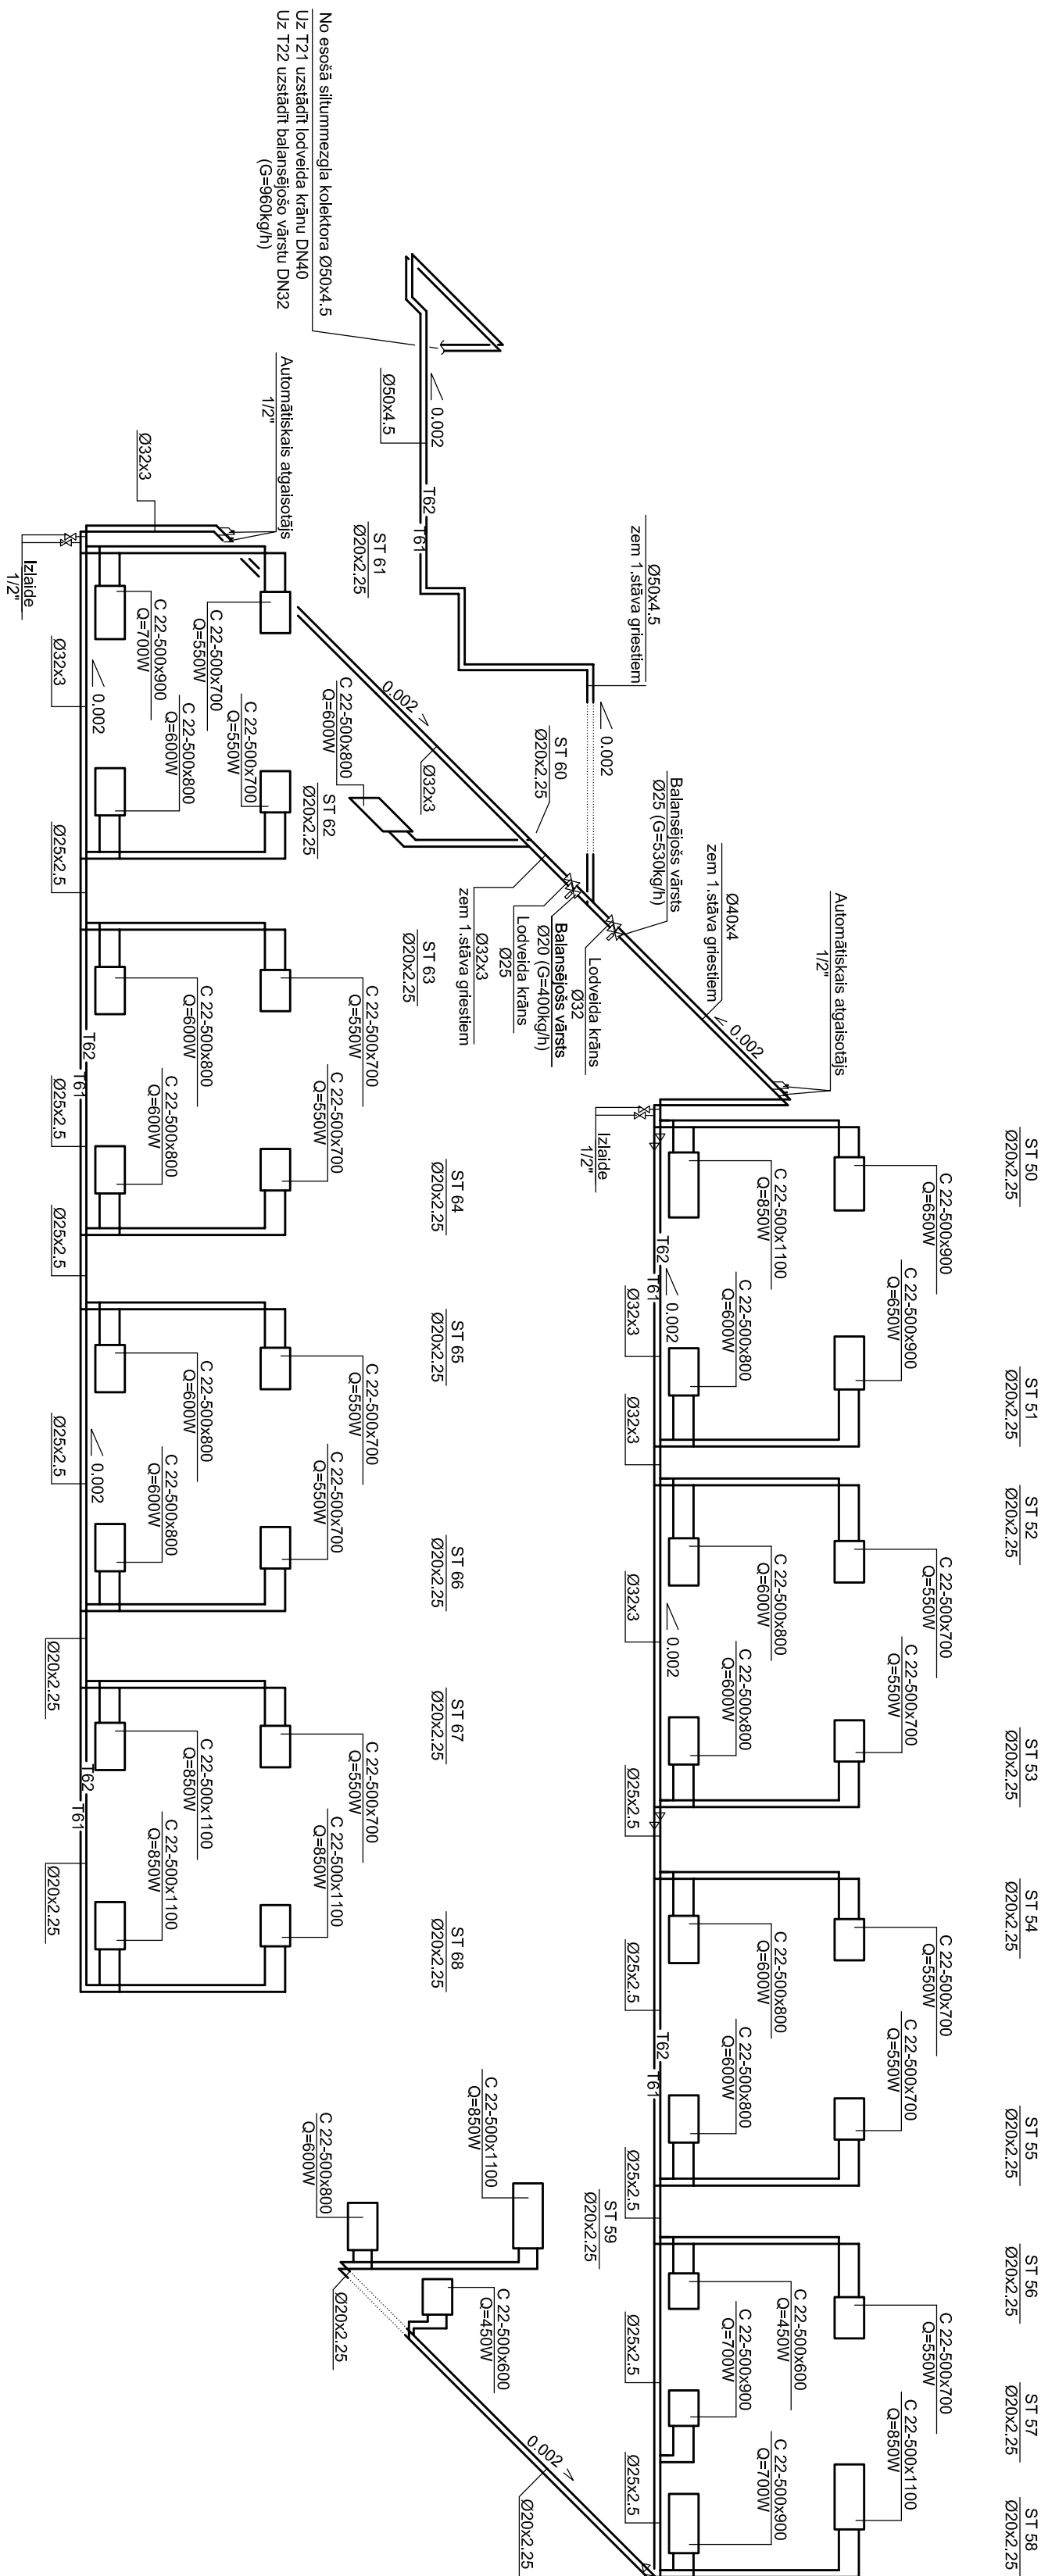 No esošā siltummezgla kolektora Ø50x4.5
Uz T21 uzstādīt lodveida krānu DN40
Uz T22 uzstādīt balansējošo vārstu DN32
(G=960kg/h)
Ø50x4.5
0.002
T62
T61
Ø50x4.5
zem 1.stāva griestiem
0.002
Balansējošs vārsts
Ø25 (G=530kg/h)
Ø40x4
zem 1.stāva griestiem
< 0.002
Automātiskais atgaisotājs
1/2"
Lodveida krāns
Ø32
Balansējošs vārsts
Ø20 (G=400kg/h)
Lodveida krāns
Ø25
Ø32x3
zem 1.stāva griestiem
ST 60
Ø20x2.25
0.002 >
Ø32x3
C 22-500x800
Q=600W
Izlaide
1/2"
ST 50
Ø20x2.25
ST 51
Ø20x2.25
ST 52
Ø20x2.25
ST 53
Ø20x2.25
ST 54
Ø20x2.25
ST 55
Ø20x2.25
ST 56
Ø20x2.25
ST 57
Ø20x2.25
ST 58
Ø20x2.25
C 22-500x900
Q=650W
C 22-500x900
Q=650W
C 22-500x700
Q=550W
C 22-500x700
Q=550W
C 22-500x700
Q=550W
C 22-500x700
Q=550W
C 22-500x700
Q=550W
C 22-500x1100
Q=850W
C 22-500x1100
Q=850W
C 22-500x800
Q=600W
C 22-500x800
Q=600W
C 22-500x800
Q=600W
C 22-500x800
Q=600W
C 22-500x800
Q=600W
C 22-500x600
Q=450W
C 22-500x900
Q=700W
C 22-500x900
Q=700W
T62
T61
0.002
0.002
T62
T61
Ø32x3
Ø32x3
Ø32x3
Ø25x2.5
Ø25x2.5
Ø25x2.5
Ø25x2.5
Ø25x2.5
ST 59
Ø20x2.25
C 22-500x1100
Q=850W
C 22-500x800
Q=600W
C 22-500x600
Q=450W
Ø20x2.25
0.002 >
Ø20x2.25
Automātiskais atgaisotājs
1/2"
Ø32x3
Izlaide
1/2"
ST 61
Ø20x2.25
ST 62
Ø20x2.25
ST 63
Ø20x2.25
ST 64
Ø20x2.25
ST 65
Ø20x2.25
ST 66
Ø20x2.25
ST 67
Ø20x2.25
ST 68
Ø20x2.25
C 22-500x700
Q=550W
C 22-500x700
Q=550W
C 22-500x700
Q=550W
C 22-500x700
Q=550W
C 22-500x700
Q=550W
C 22-500x700
Q=550W
C 22-500x700
Q=550W
C 22-500x1100
Q=850W
C 22-500x900
Q=700W
C 22-500x800
Q=600W
C 22-500x800
Q=600W
C 22-500x800
Q=600W
C 22-500x800
Q=600W
C 22-500x800
Q=600W
C 22-500x1100
Q=850W
C 22-500x1100
Q=850W
0.002
T62
T61
0.002
T62
T61
Ø32x3
Ø25x2.5
Ø25x2.5
Ø25x2.5
Ø25x2.5
Ø20x2.25
Ø20x2.25